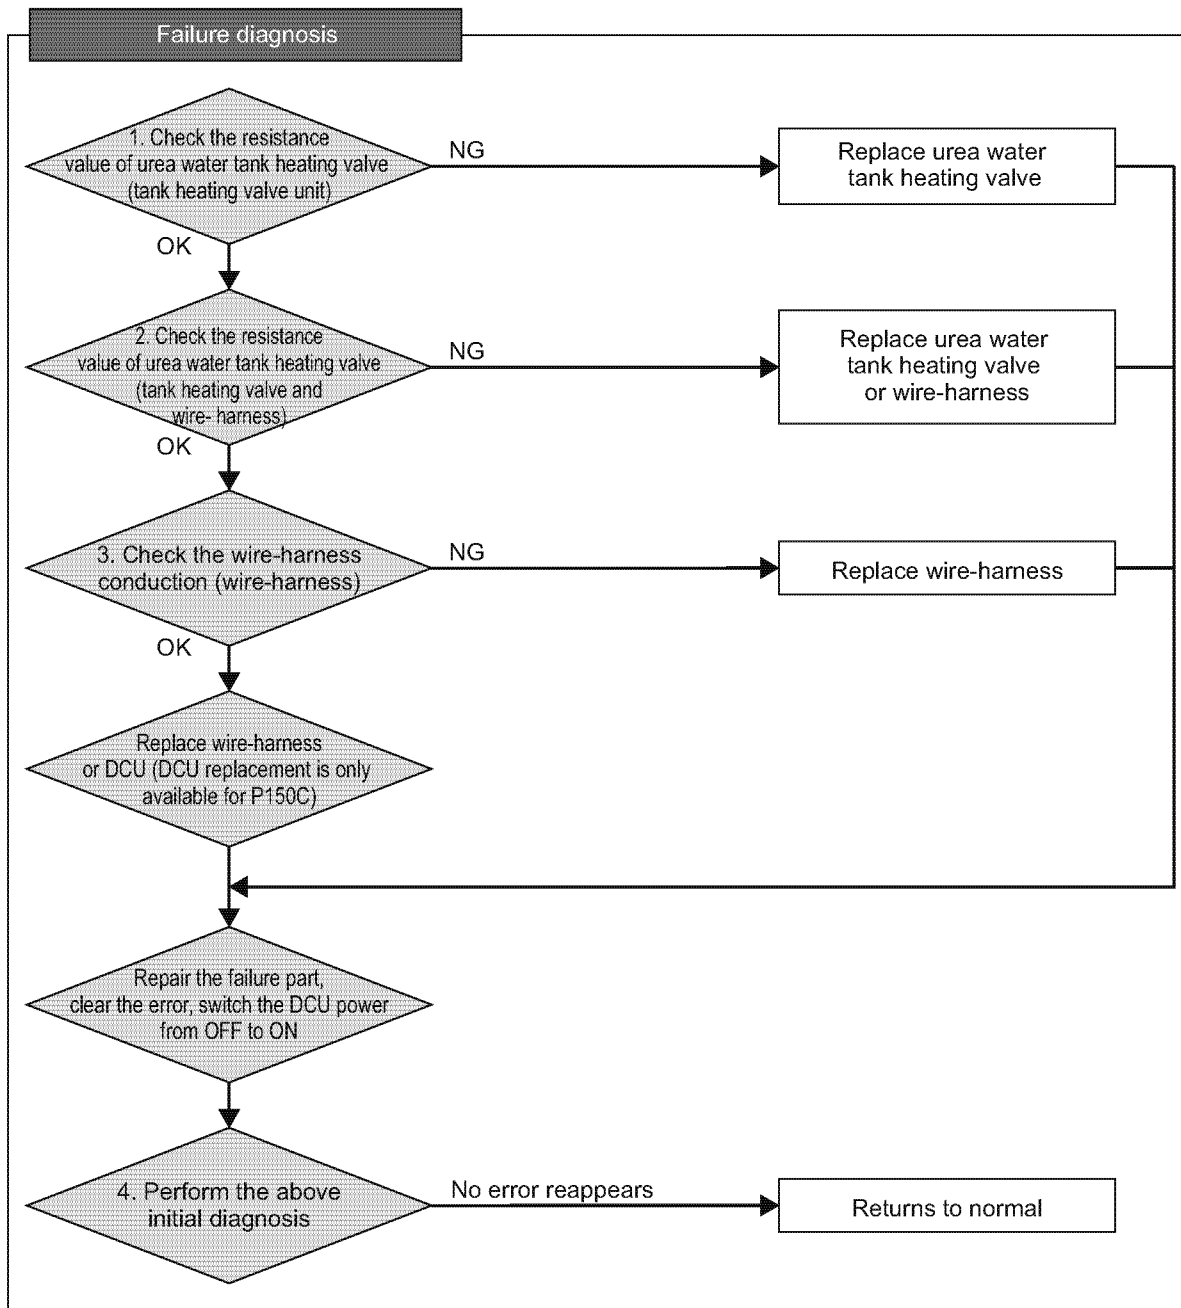 Failure diagnosis
1. Check the resistance
value of urea water tank heating valve
(tank heating valve unit)
NG
Replace urea water
tank heating valve
OK
2. Check the resistance
value of urea water tank heating valve
(tank heating valve and
wire- harness)
NG
Replace urea water
tank heating valve
or wire-harness
OK
3. Check the wire-harness
conduction (wire-harness)
NG
Replace wire-harness
OK
Replace wire-harness
or DCU (DCU replacement is only
available for P150C)
Repair the failure part,
clear the error, switch the DCU power
from OFF to ON
4. Perform the above
initial diagnosis
No error reappears
Returns to normal